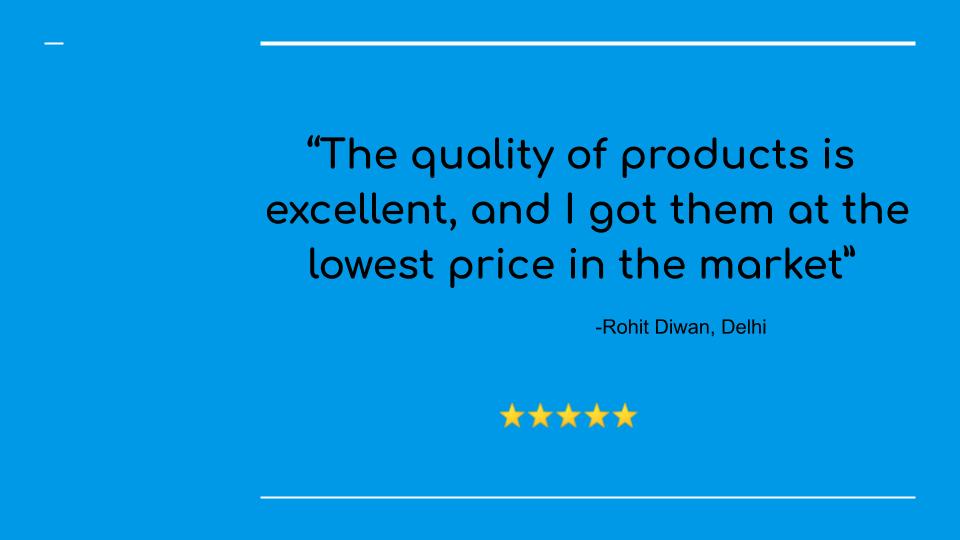 “The quality of products is
excellent, and I got them at the
lowest price in the market”
-Rohit Diwan, Delhi